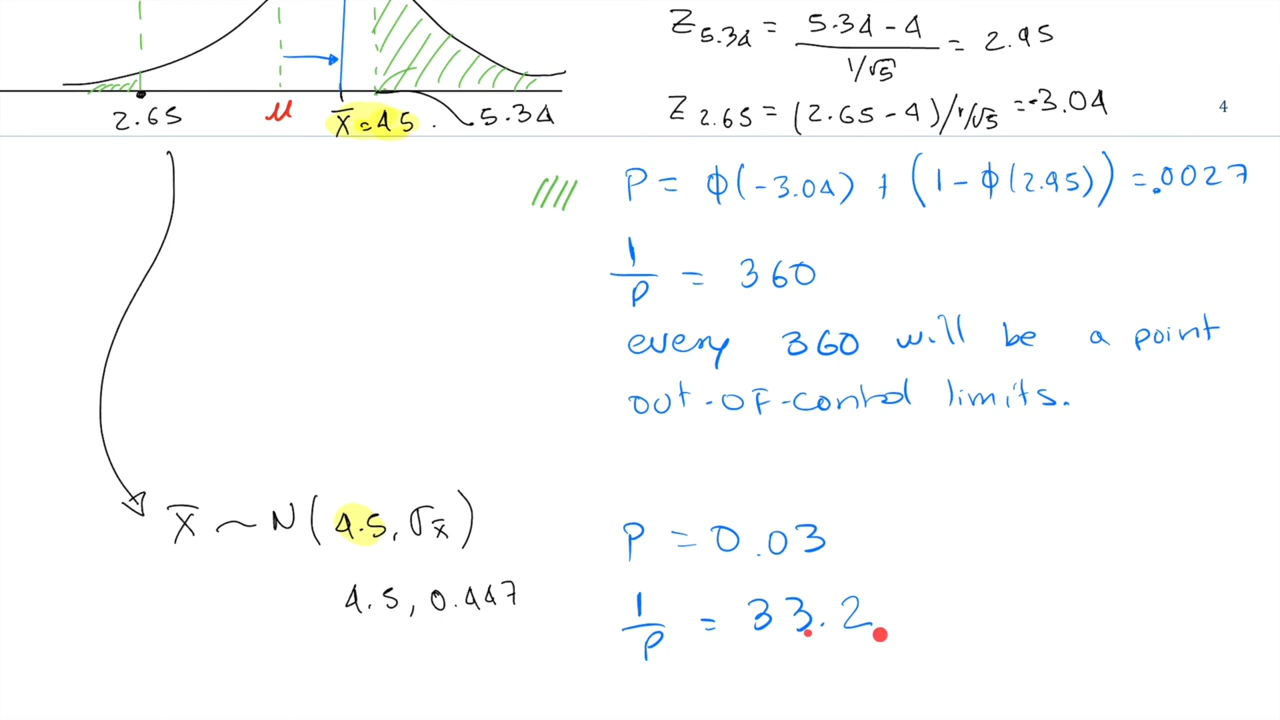 Z5.34 = 5.34 - 4 / 1/√5 = 2.95
Z2.65 = (2.65 - 4)/1/√5 = -3.04
4
2.65 μ X̄ = 4.5 5.34
P = Φ(-3.04) + (1 - Φ(2.95)) = .0027
1/P = 360
every 360 will be a point
out-of-control limits.
X̄ ~ N(4.5, σx̄)
4.5, 0.447
P = 0.03
1/P = 33.2